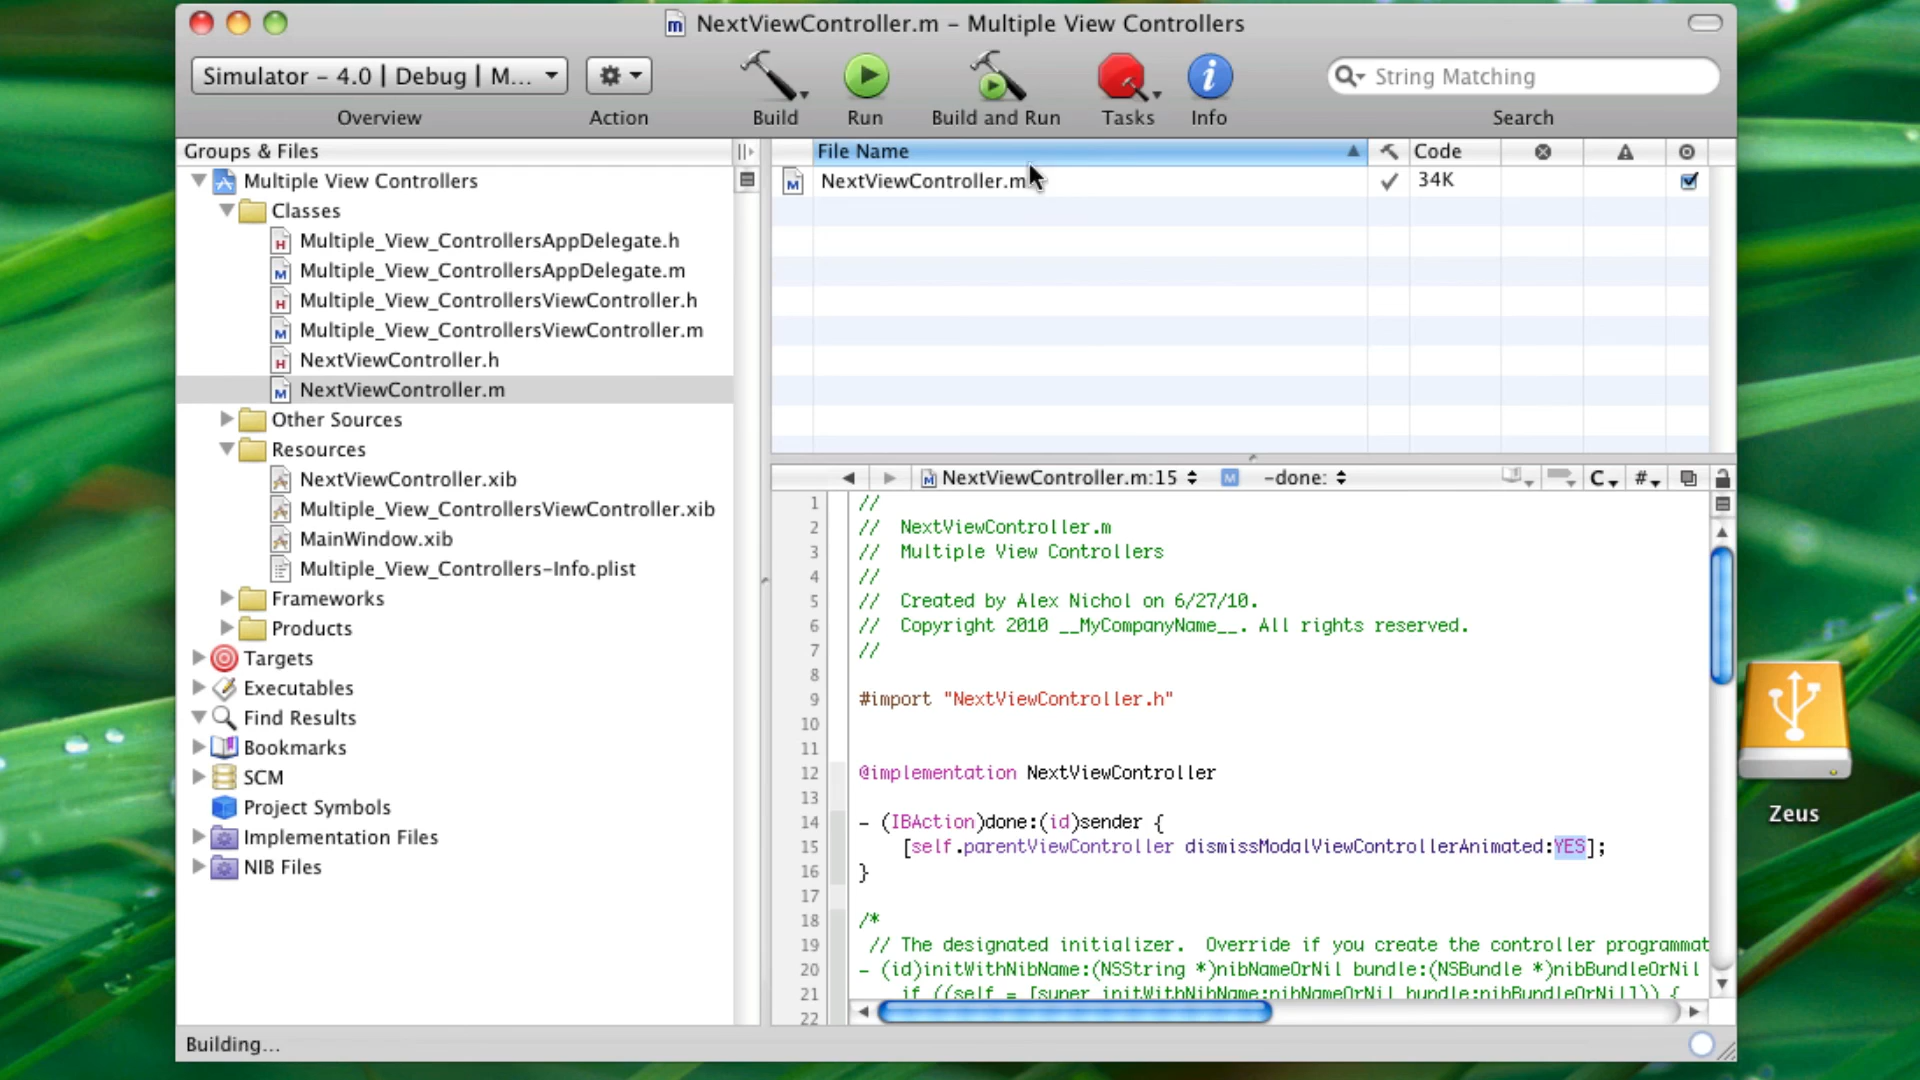 NextViewController.m – Multiple View Controllers
Simulator – 4.0 | Debug | M...
String Matching
Overview
Action
Build
Run
Build and Run
Tasks
Info
Search
Groups & Files
File Name
Code
NextViewController.m
34K
Multiple View Controllers
Classes
Multiple_View_ControllersAppDelegate.h
Multiple_View_ControllersAppDelegate.m
Multiple_View_ControllersViewController.h
Multiple_View_ControllersViewController.m
NextViewController.h
NextViewController.m
Other Sources
Resources
NextViewController.xib
Multiple_View_ControllersViewController.xib
MainWindow.xib
Multiple_View_Controllers-Info.plist
Frameworks
Products
Targets
Executables
Find Results
Bookmarks
SCM
Project Symbols
Implementation Files
NIB Files
NextViewController.m:15
-done:
C
#
1 //
2 // NextViewController.m
3 // Multiple View Controllers
4 //
5 // Created by Alex Nichol on 6/27/10.
6 // Copyright 2010 __MyCompanyName__. All rights reserved.
7 //
8
9 #import "NextViewController.h"
10
11
12 @implementation NextViewController
13
14 - (IBAction)done:(id)sender {
15 [self.parentViewController dismissModalViewControllerAnimated:YES];
16 }
17
18 /*
19 // The designated initializer. Override if you create the controller programmat
20 - (id)initWithNibName:(NSString *)nibNameOrNil bundle:(NSBundle *)nibBundleOrNil
21 if ((self = [super initWithNibName:nibNameOrNil bundle:nibBundleOrNil])) {
22
Building...
Zeus